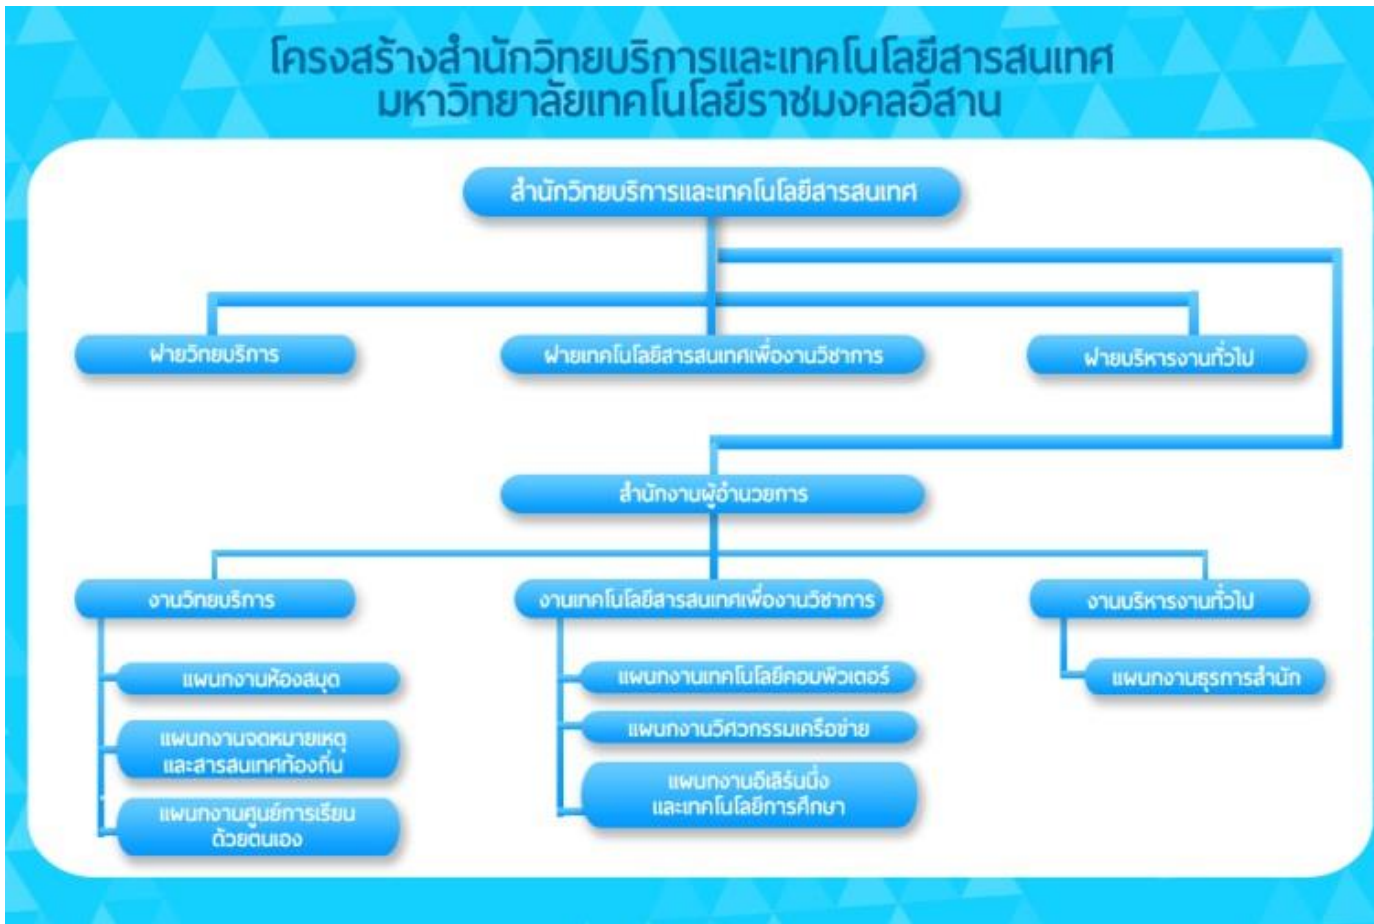 โครงสร้างสำนักวิทยบริการและเทคโนโลยีสารสนเทศ
มหาวิทยาลัยเทคโนโลยีราชมงคลอีสาน
สำนักวิทยบริการและเทคโนโลยีสารสนเทศ
ฝ่ายวิทยบริการ
ฝ่ายเทคโนโลยีสารสนเทศเพื่องานวิชาการ
ฝ่ายบริหารงานทั่วไป
สำนักงานผู้อำนวยการ
งานวิทยบริการ
งานเทคโนโลยีสารสนเทศเพื่องานวิชาการ
งานบริหารงานทั่วไป
แผนกงานห้องสมุด
แผนกงานจดหมายเหตุ
และสารสนเทศท้องถิ่น
แผนกงานศูนย์การเรียน
ด้วยตนเอง
แผนกงานเทคโนโลยีคอมพิวเตอร์
แผนกงานวิศวกรรมเครือข่าย
แผนกงานอีเลิร์นนิ่ง
และเทคโนโลยีการศึกษา
แผนกงานธุรการสำนัก